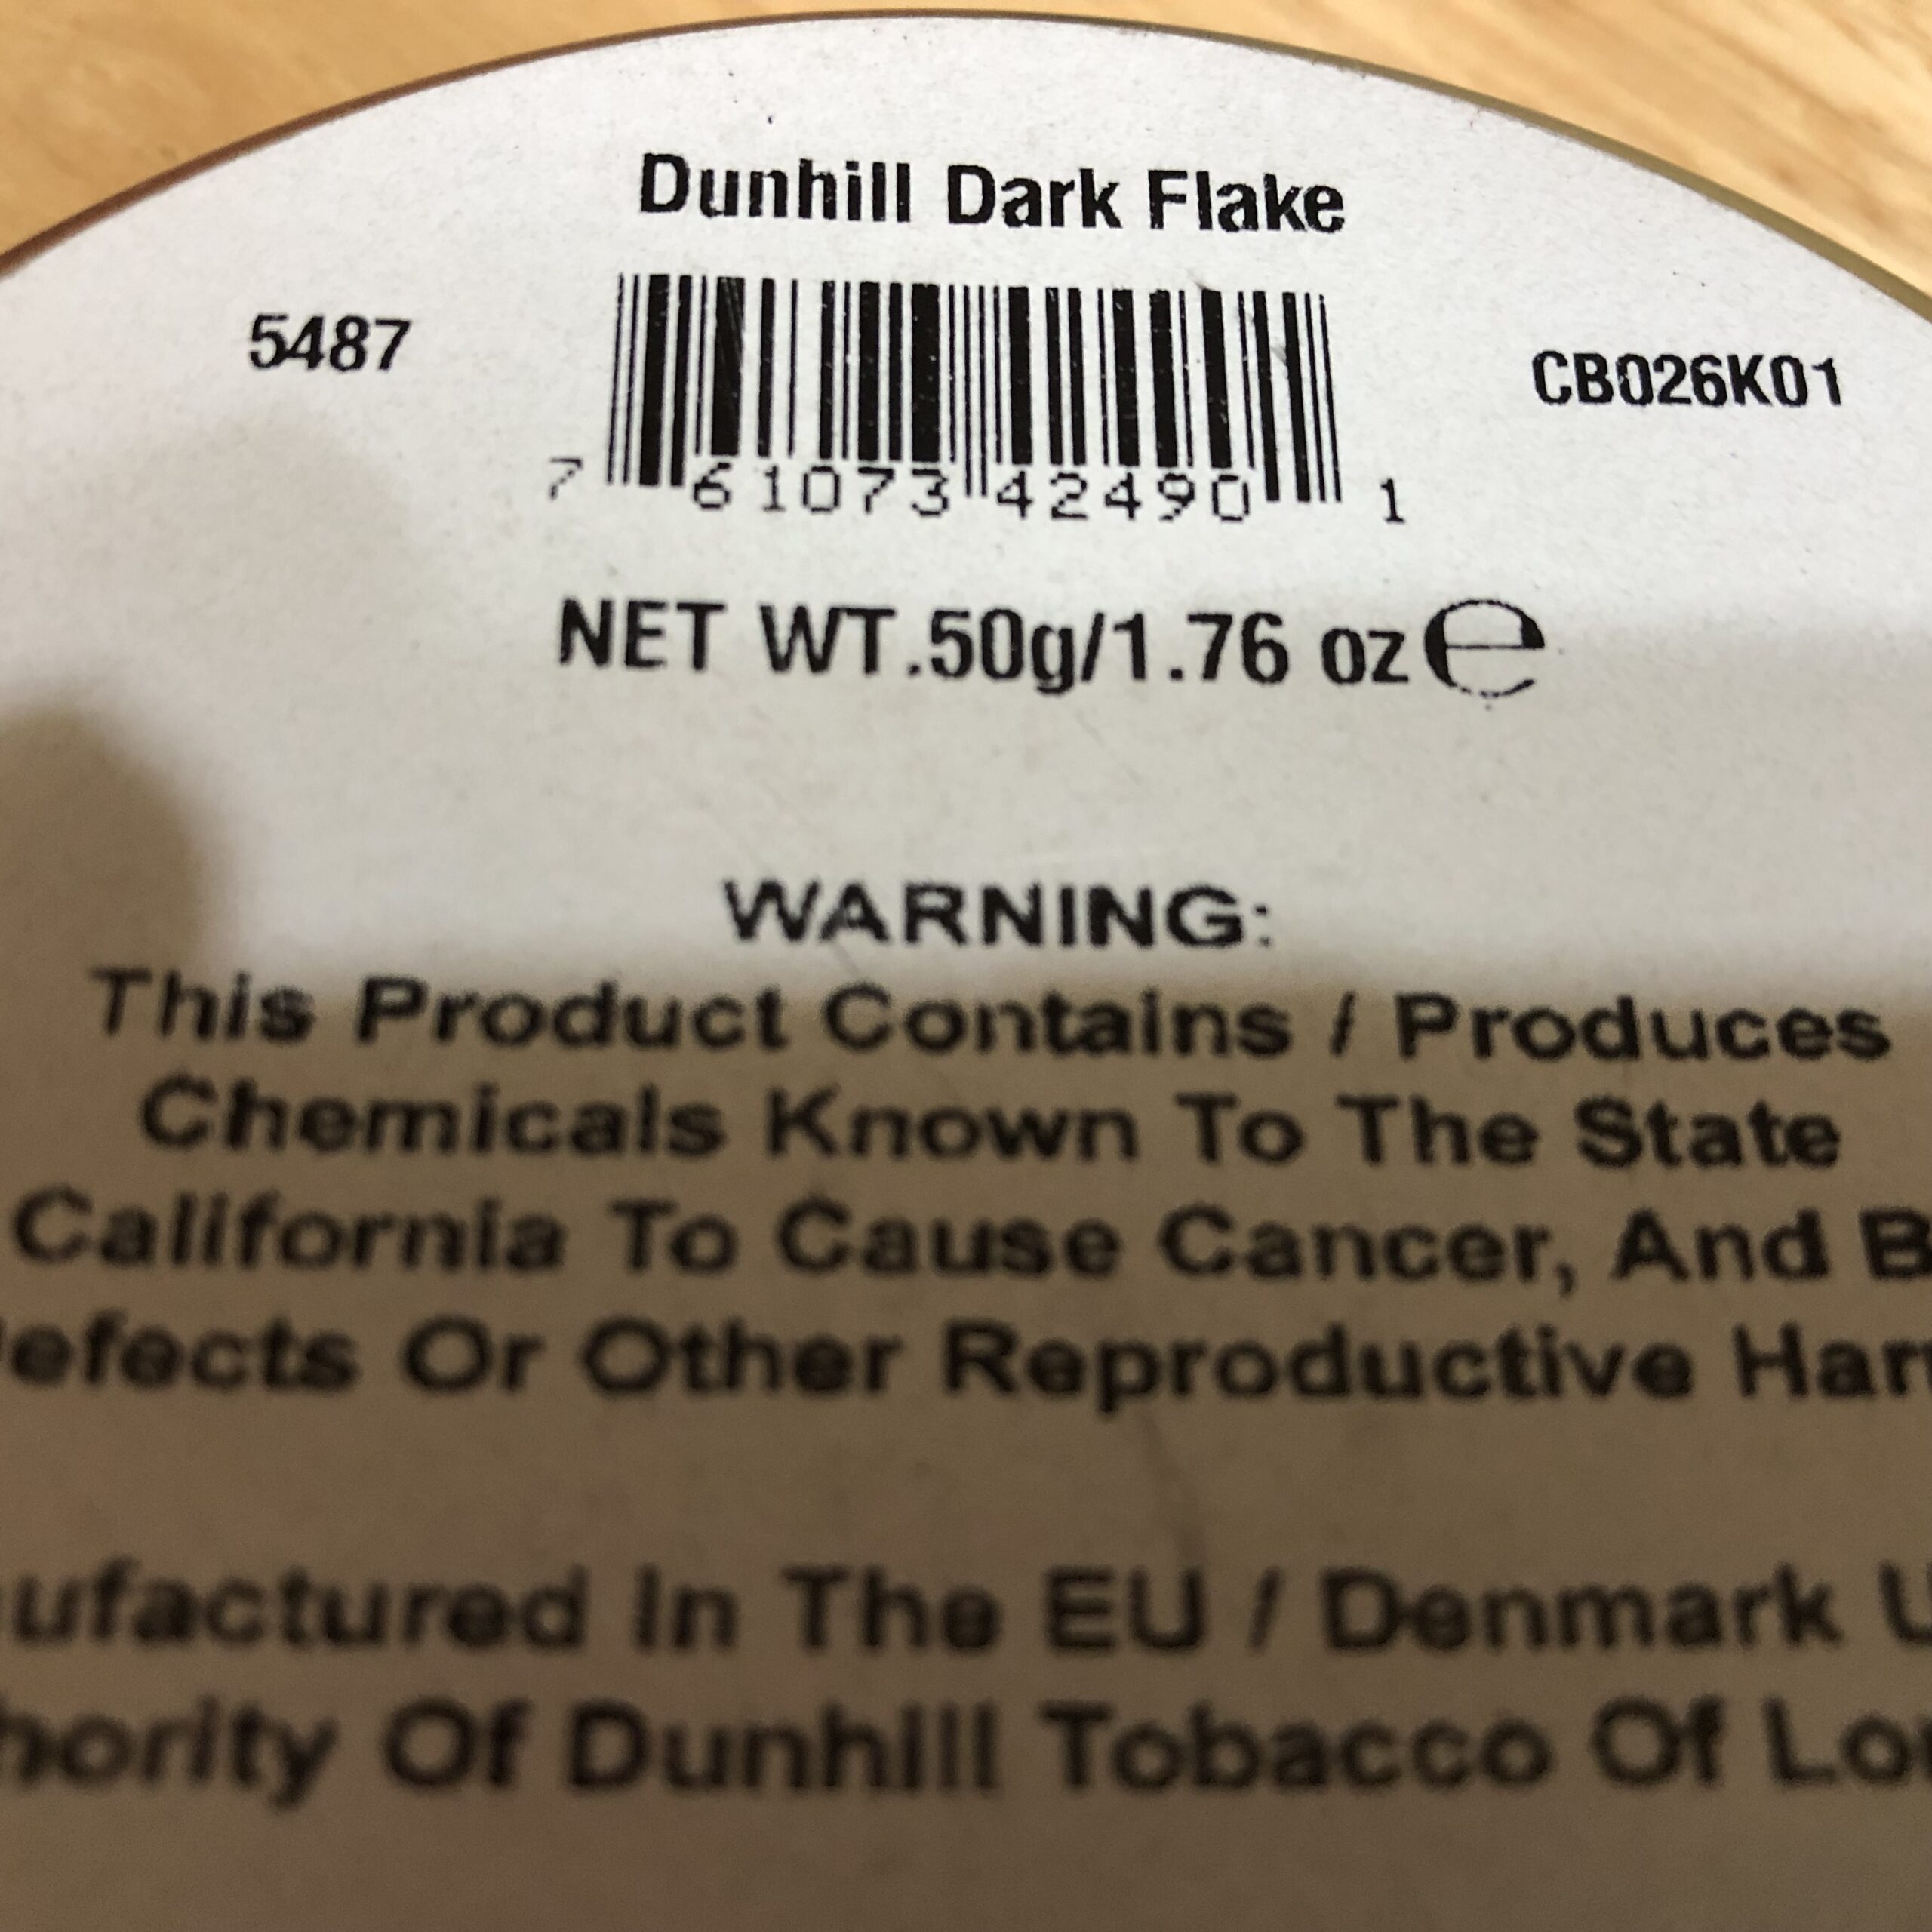 Dunhill Dark Flake
5487
CB026K01
7 61073 42490 1
NET WT.50g/1.76 oz ℮
WARNING:
This Product Contains / Produces
Chemicals Known To The State
California To Cause Cancer, And
Or Other Reproductive
In The EU / Denmark
Of Dunhill Tobacco Of